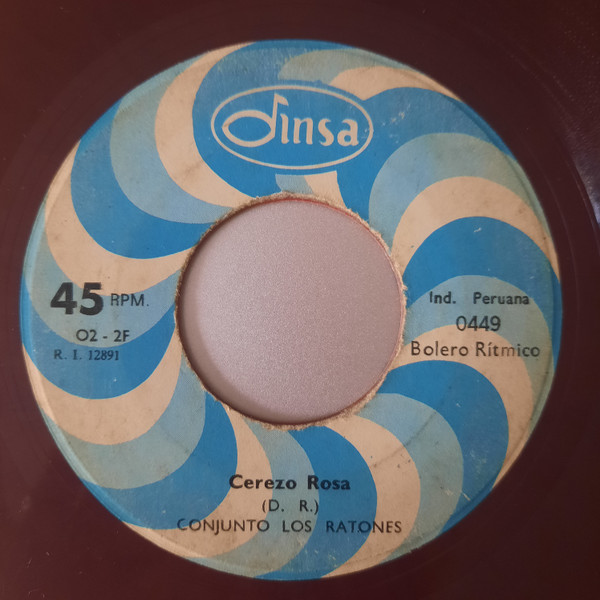 Dinsa
45 RPM.
O2 - 2F
R. I. 12891
Ind. Peruana
0449
Bolero Rítmico
Cerezo Rosa
(D. R.)
CONJUNTO LOS RATONES